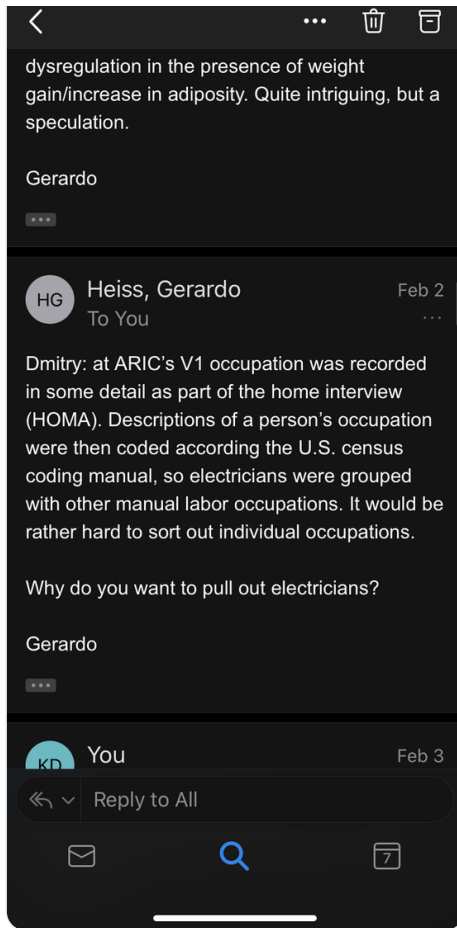 dysregulation in the presence of weight
gain/increase in adiposity. Quite intriguing, but a
speculation.
Gerardo
HG
Heiss, Gerardo
Feb 2
To You
Dmitry: at ARIC’s V1 occupation was recorded
in some detail as part of the home interview
(HOMA). Descriptions of a person’s occupation
were then coded according the U.S. census
coding manual, so electricians were grouped
with other manual labor occupations. It would be
rather hard to sort out individual occupations.
Why do you want to pull out electricians?
Gerardo
KD
You
Feb 3
Reply to All
7